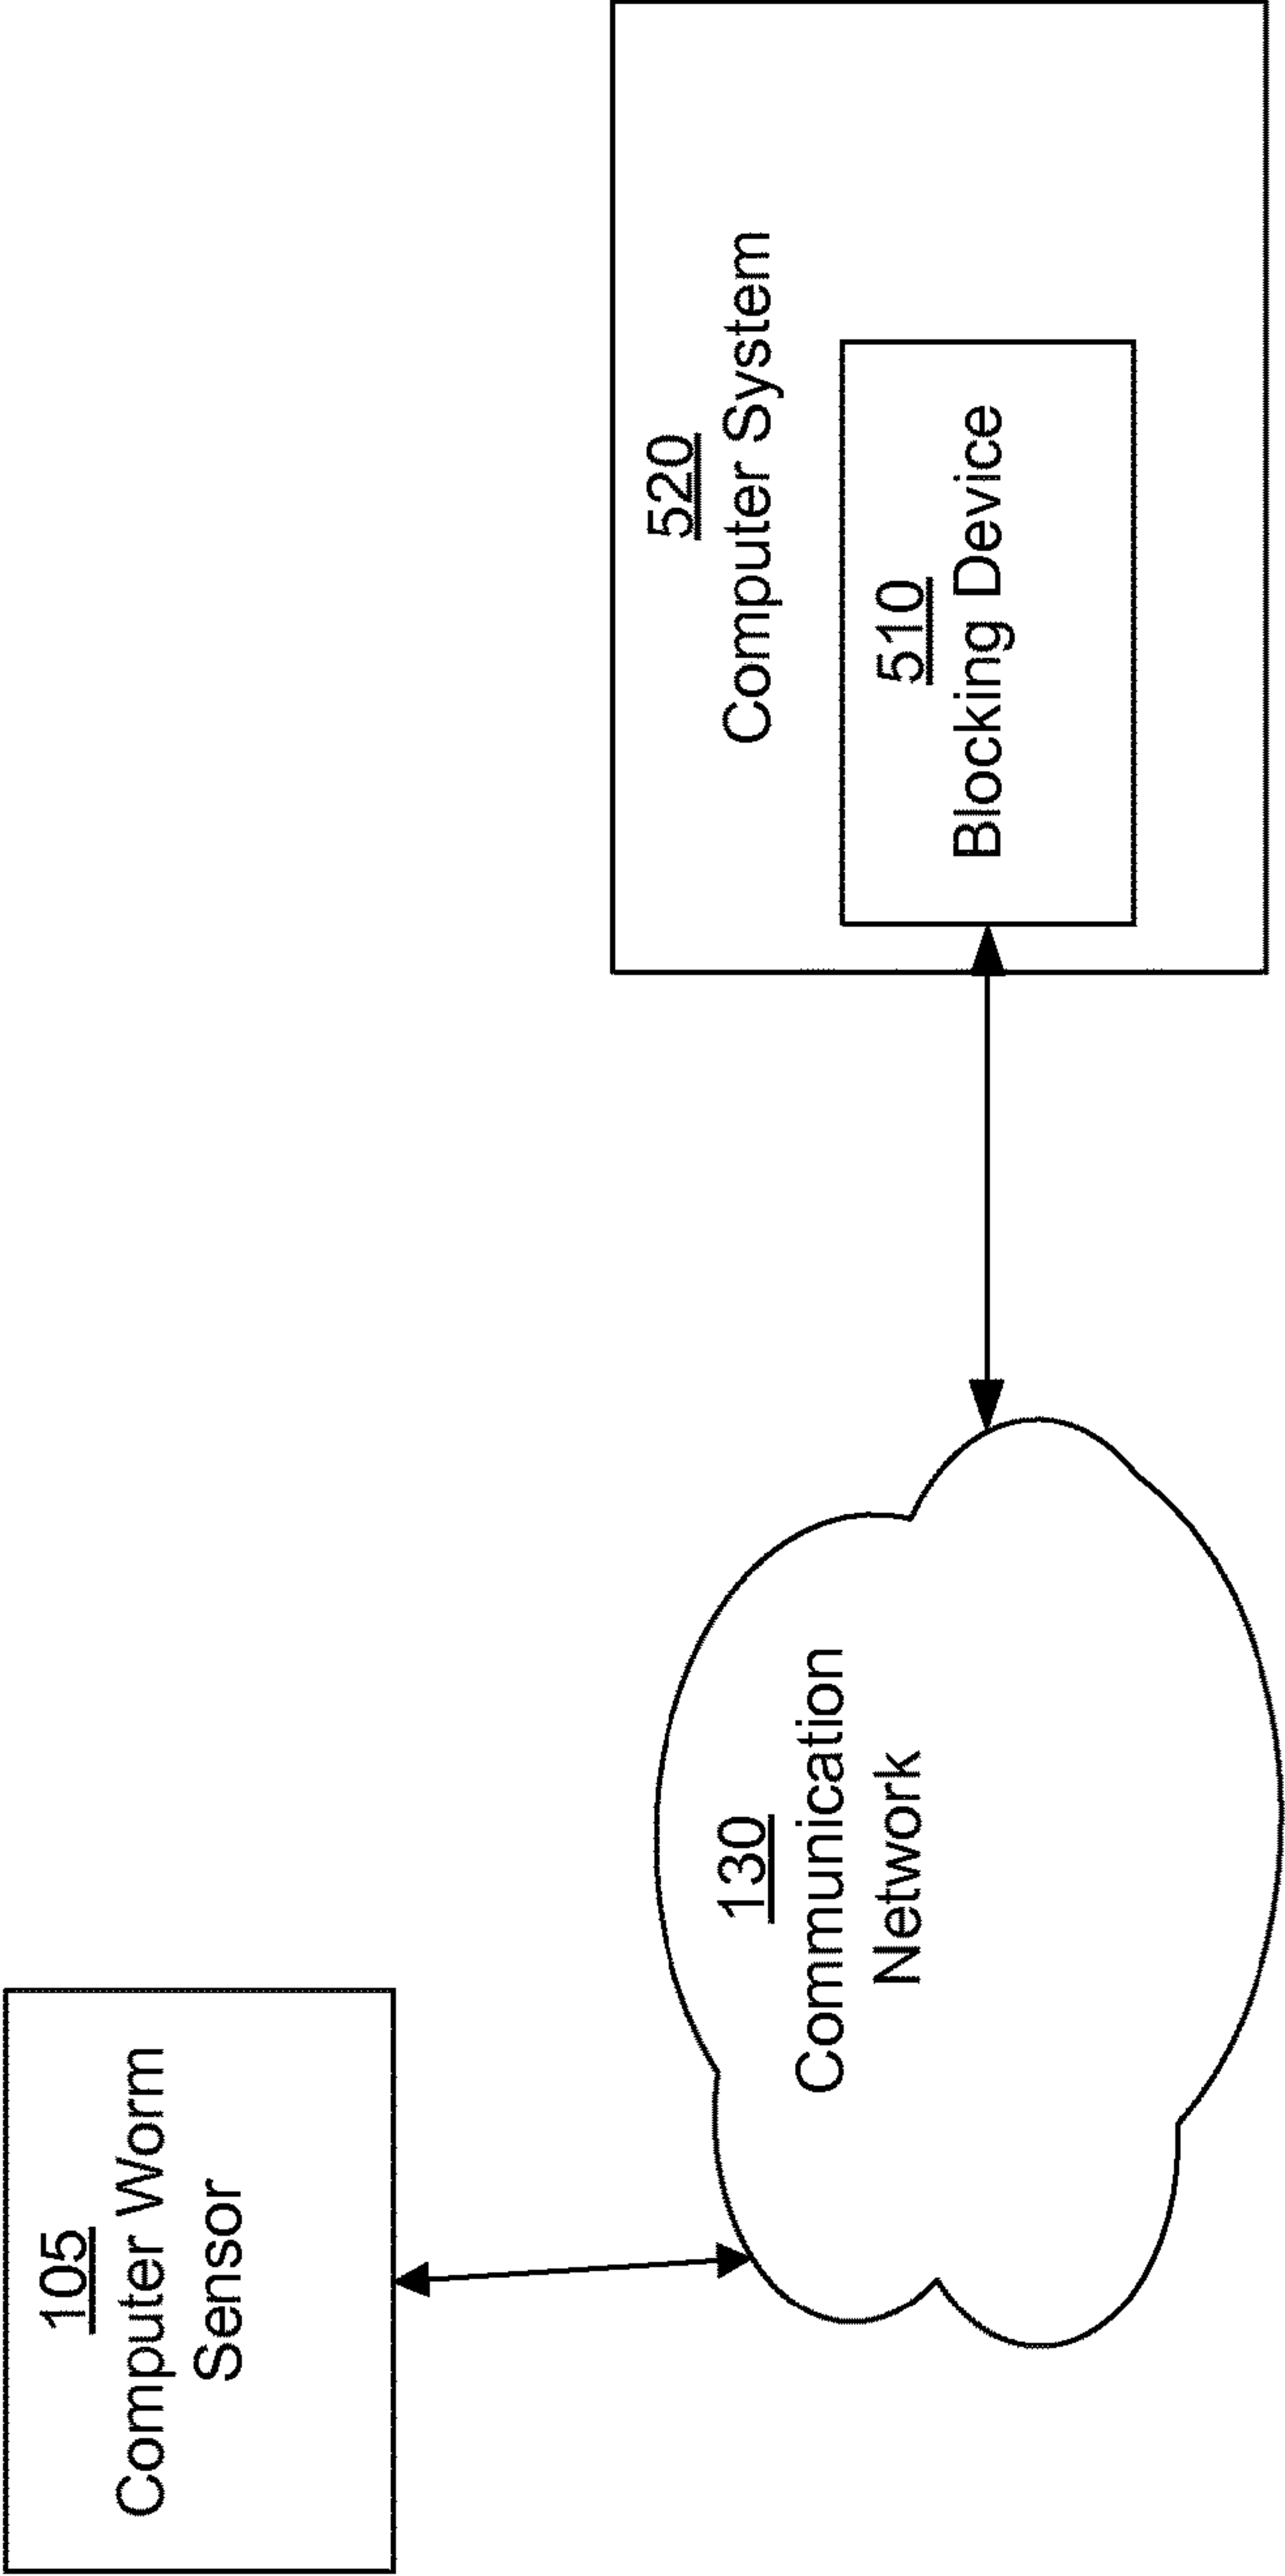 105
Computer Worm
Sensor
130
Communication
Network
520
Computer System
510
Blocking Device